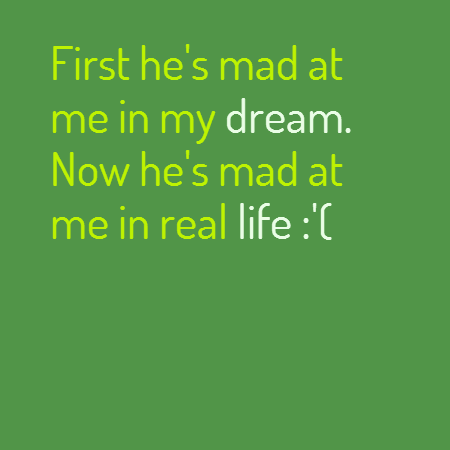 First he's mad at
me in my dream.
Now he's mad at
me in real life :'(